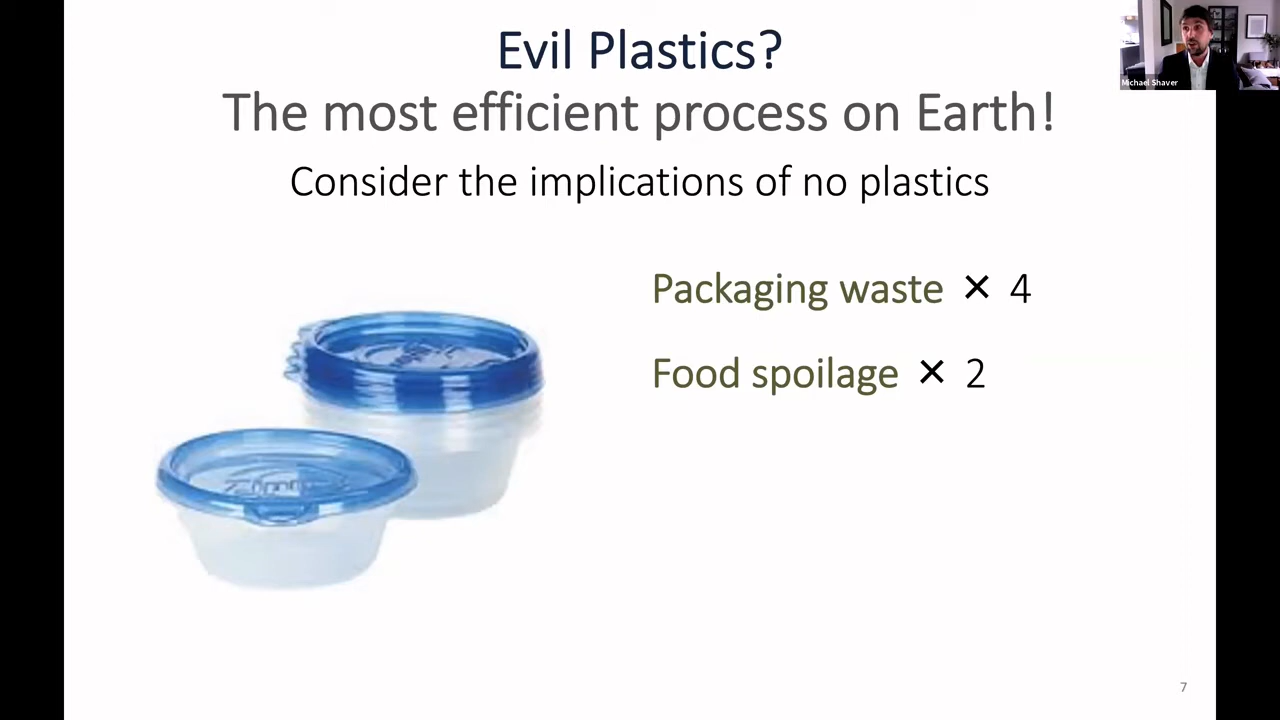 Evil Plastics?
The most efficient process on Earth!
Consider the implications of no plastics
Packaging waste × 4
Food spoilage × 2
Michael Shaver
7